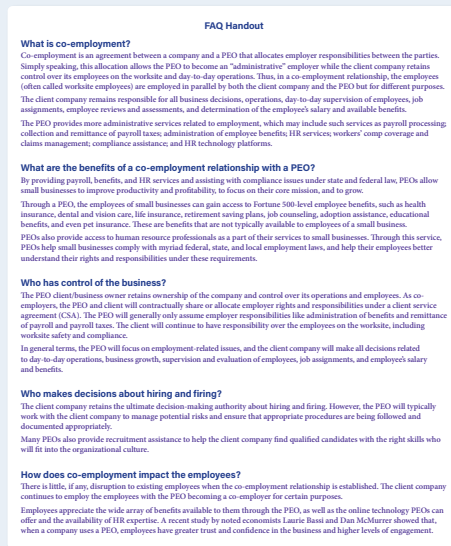 FAQ Handout
What is co-employment?
Co-employment is an agreement between a company and a PEO that allocates employer responsibilities between the parties.
Simply speaking, this allocation allows the PEO to become an “administrative” employer while the client company retains
control over its employees on the worksite and day-to-day operations. Thus, in a co-employment relationship, the employees
(often called worksite employees) are employed in parallel by both the client company and the PEO but for different purposes.
The client company remains responsible for all business decisions, operations, day-to-day supervision of employees, job
assignments, employee reviews and assessments, and determination of the employee's salary and available benefits.
The PEO provides more administrative services related to employment, which may include such services as payroll processing;
collection and remittance of payroll taxes; administration of employee benefits; HR services; workers' comp coverage and
claims management; compliance assistance; and HR technology platforms.
What are the benefits of a co-employment relationship with a PEO?
By providing payroll, benefits, and HR services and assisting with compliance issues under state and federal law, PEOs allow
small businesses to improve productivity and profitability, to focus on their core mission, and to grow.
Through a PEO, the employees of small businesses can gain access to Fortune 500-level employee benefits, such as health
insurance, dental and vision care, life insurance, retirement saving plans, job counseling, adoption assistance, educational
benefits, and even pet insurance. These are benefits that are not typically available to employees of a small business.
PEOs also provide access to human resource professionals as a part of their services to small businesses. Through this service,
PEOs help small businesses comply with myriad federal, state, and local employment laws, and help their employees better
understand their rights and responsibilities under these requirements.
Who has control of the business?
The PEO client/business owner retains ownership of the company and control over its operations and employees. As co-
employers, the PEO and client will contractually share or allocate employer rights and responsibilities under a client service
agreement (CSA). The PEO will generally only assume employer responsibilities like administration of benefits and remittance
of payroll and payroll taxes. The client will continue to have responsibility over the employees on the worksite, including
worksite safety and compliance.
In general terms, the PEO will focus on employment-related issues, and the client company will make all decisions related
to day-to-day operations, business growth, supervision and evaluation of employees, job assignments, and employee's salary
and benefits.
Who makes decisions about hiring and firing?
The client company retains the ultimate decision-making authority about hiring and firing. However, the PEO will typically
work with the client company to manage potential risks and ensure that appropriate procedures are being followed and
documented appropriately.
Many PEOs also provide recruitment assistance to help the client company find qualified candidates with the right skills who
will fit into the organizational culture.
How does co-employment impact the employees?
There is little, if any, disruption to existing employees when the co-employment relationship is established. The client company
continues to employ the employees with the PEO becoming a co-employer for certain purposes.
Employees appreciate the wide array of benefits available to them through the PEO, as well as the online technology PEOs can
offer and the availability of HR expertise. A recent study by noted economists Laurie Bassi and Dan McMurrer showed that,
when a company uses a PEO, employees have greater trust and confidence in the business and higher levels of engagement.